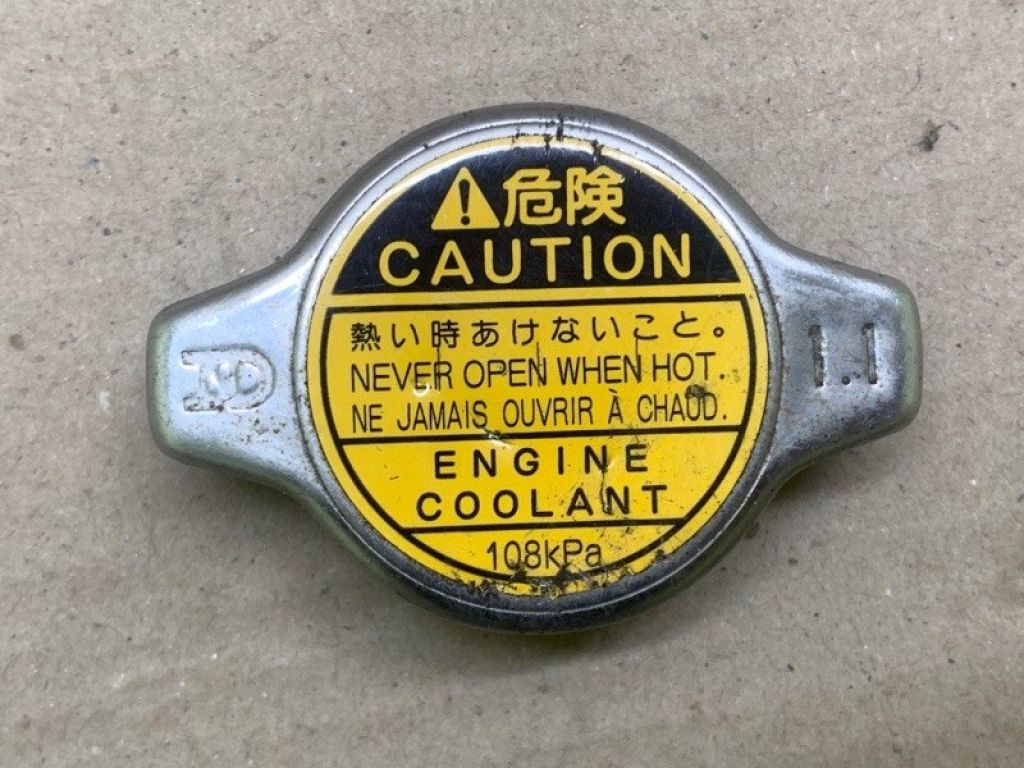 ⚠危険
CAUTION
熱い時あけないこと。
NEVER OPEN WHEN HOT.
NE JAMAIS OUVRIR À CHAUD.
ENGINE
COOLANT
108kPa
ND
1.1